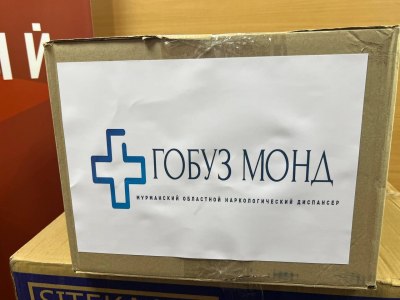 ГОБУЗ МОНД
МУРМАНСКИЙ ОБЛАСТНОЙ НАРКОЛОГИЧЕСКИЙ ДИСПАНСЕР